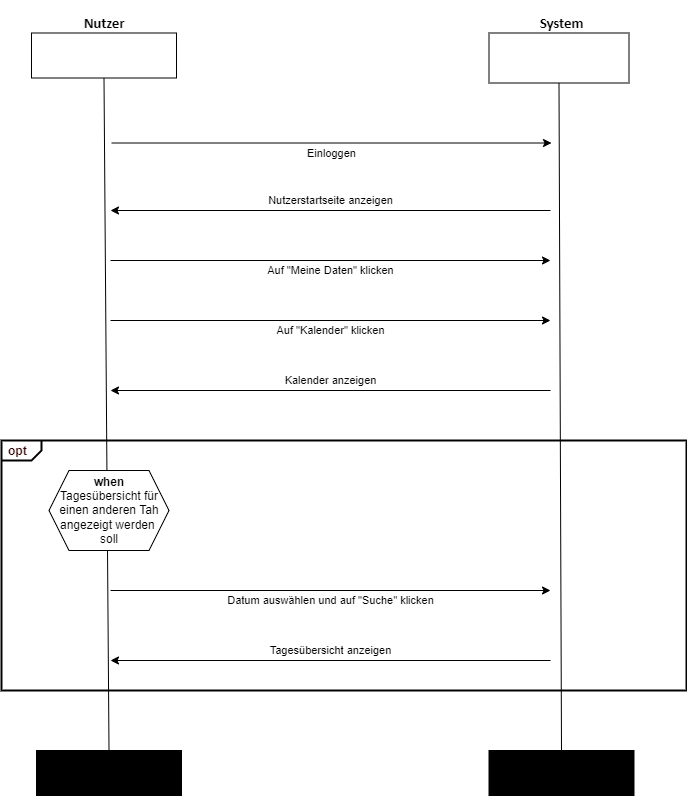 Nutzer
System
Einloggen
Nutzerstartseite anzeigen
Auf "Meine Daten" klicken
Auf "Kalender" klicken
Kalender anzeigen
opt
when
Tagesübersicht für
einen anderen Tah
angezeigt werden
soll
Datum auswählen und auf "Suche" klicken
Tagesübersicht anzeigen